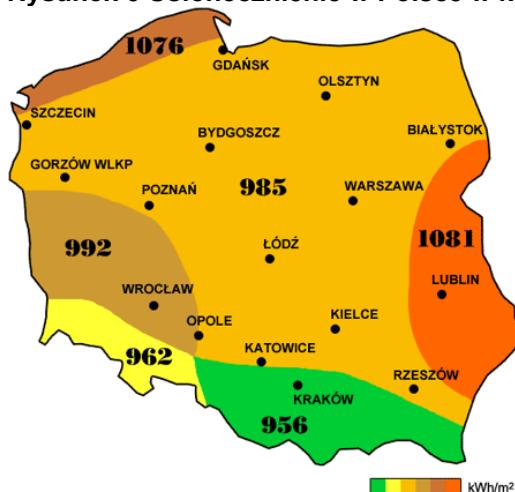 1076
GDAŃSK
OLSZTYN
SZCZECIN
BYDGOSZCZ
BIAŁYSTOK
GORZÓW WLKP
POZNAŃ
985
WARSZAWA
992
ŁÓDŹ
1081
LUBLIN
WROCŁAW
OPOLE
KIELCE
962
KATOWICE
RZESZÓW
KRAKÓW
956
kWh/m²